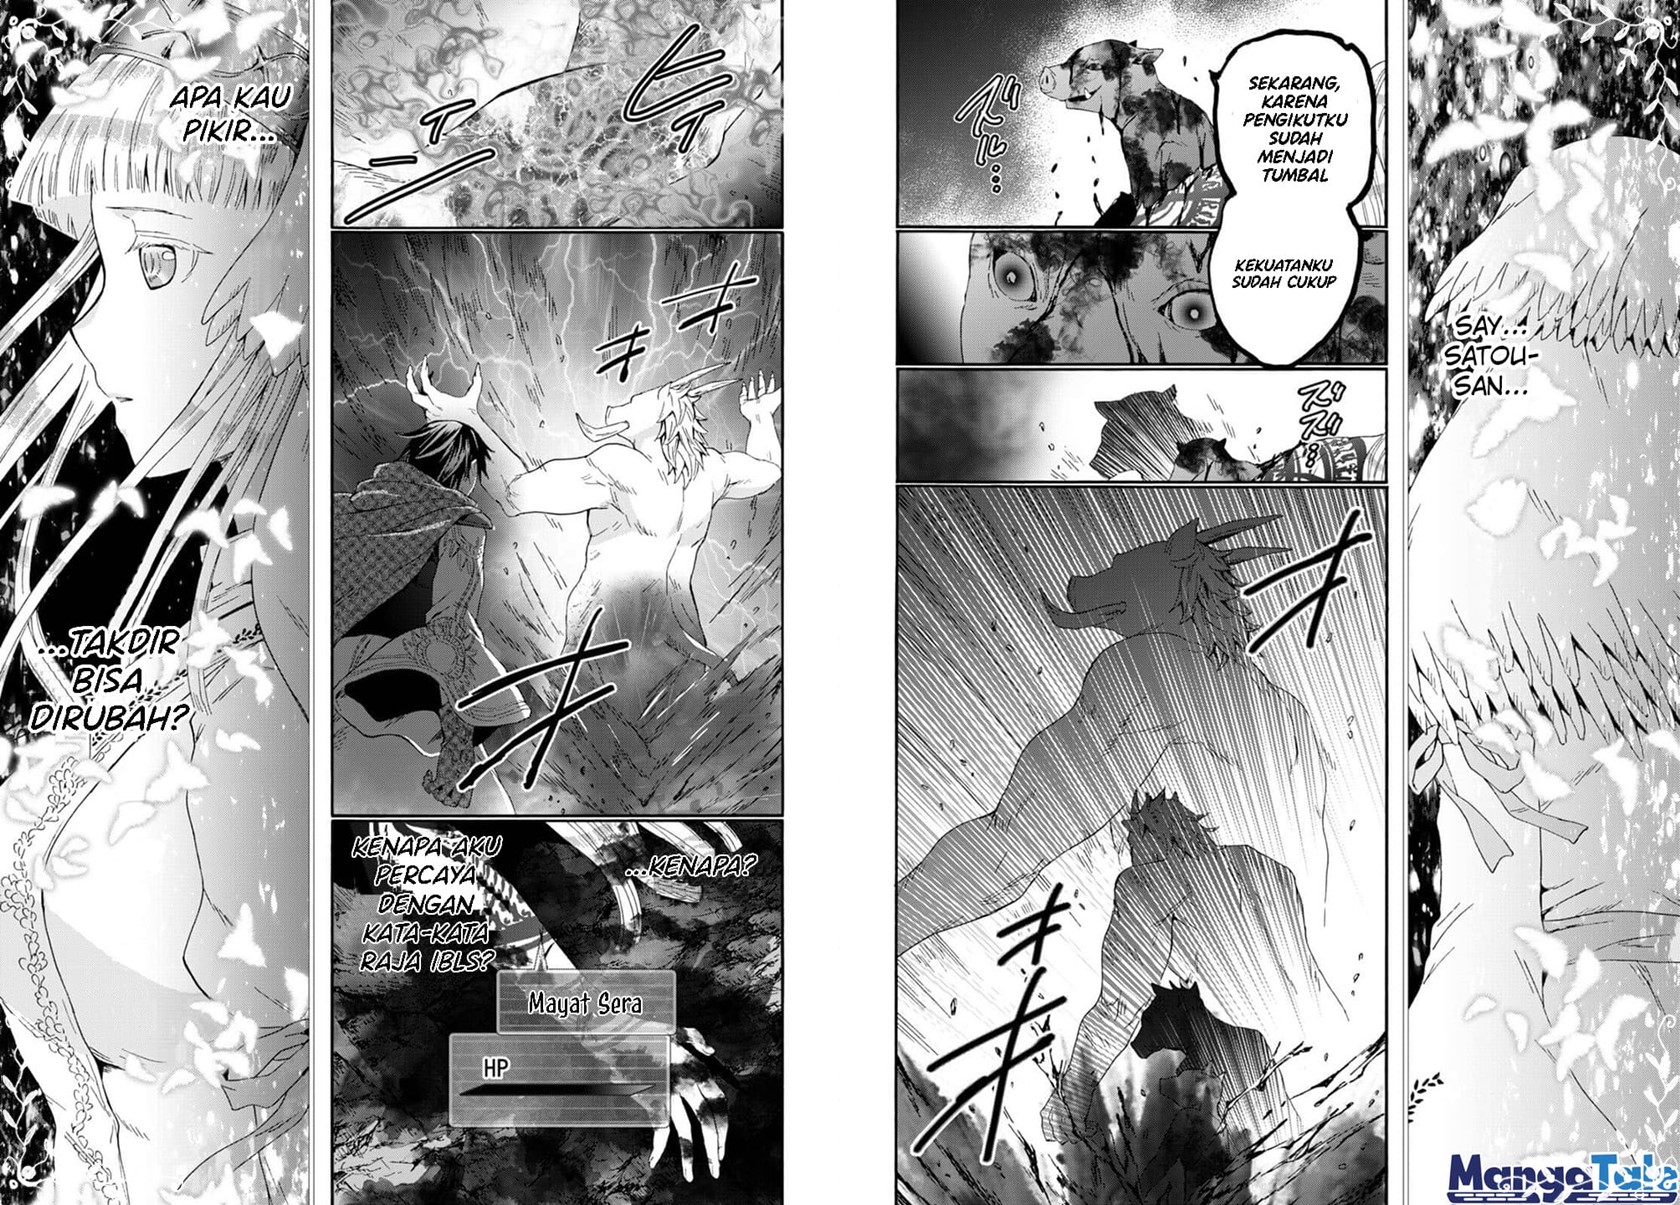 SAY...
SATOU-
SAN...
SEKARANG,
KARENA
PENGIKUTKU
SUDAH
MENJADI
TUMBAL
KEKUATANKU
SUDAH CUKUP
...KENAPA?
KENAPA AKU
PERCAYA
DENGAN
KATA-KATA
RAJA IBLS?
Mayat Sera
HP
APA KAU
PIKIR...
...TAKDIR
BISA
DIRUBAH?
MangaTale